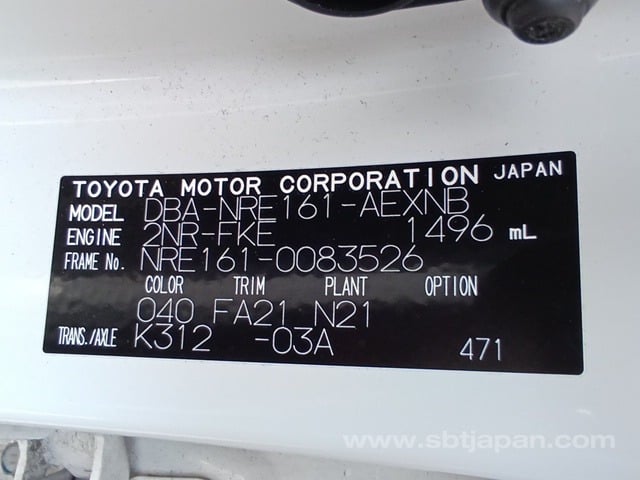 TOYOTA MOTOR CORPORATION JAPAN
MODEL DBA-NRE161-AEXNB
ENGINE 2NR-FKE 1496 mL
FRAME No. NRE161-0083526
COLOR TRIM PLANT OPTION
040 FA21 N21
TRANS./AXLE K312 -03A 471
www.sbtjapan.com